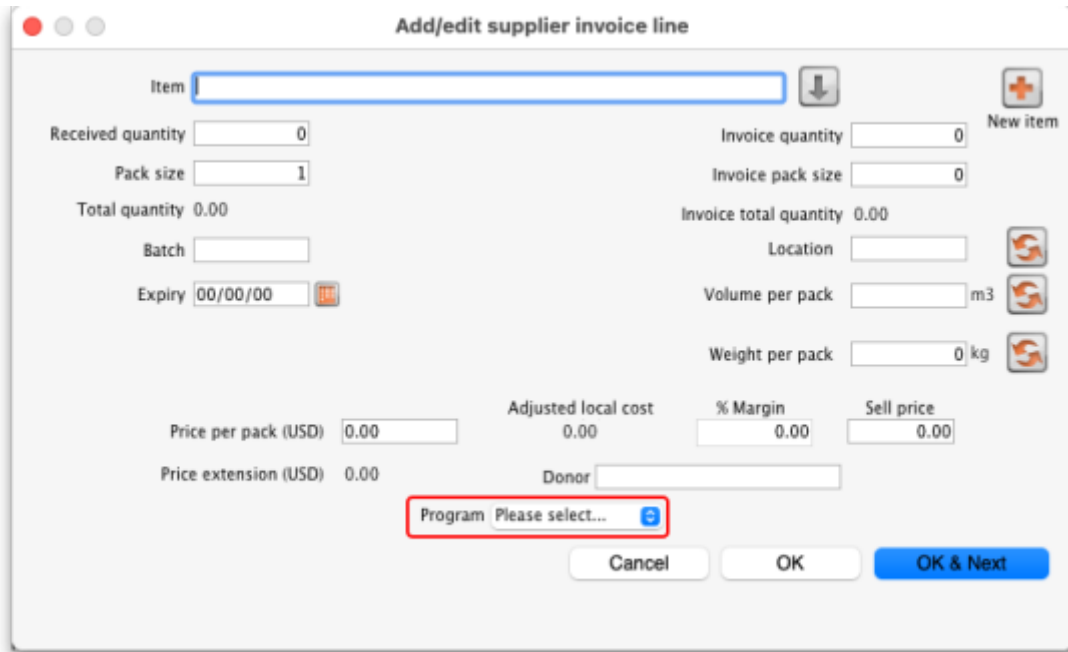 Add/edit supplier invoice line
Item
New item
Received quantity 0 Invoice quantity 0
Pack size 1 Invoice pack size 0
Total quantity 0.00 Invoice total quantity 0.00
Batch Location
Expiry 00/00/00 Volume per pack m3
Weight per pack 0 kg
Adjusted local cost % Margin Sell price
Price per pack (USD) 0.00 0.00 0.00 0.00
Price extension (USD) 0.00 Donor
Program Please select...
Cancel OK OK & Next